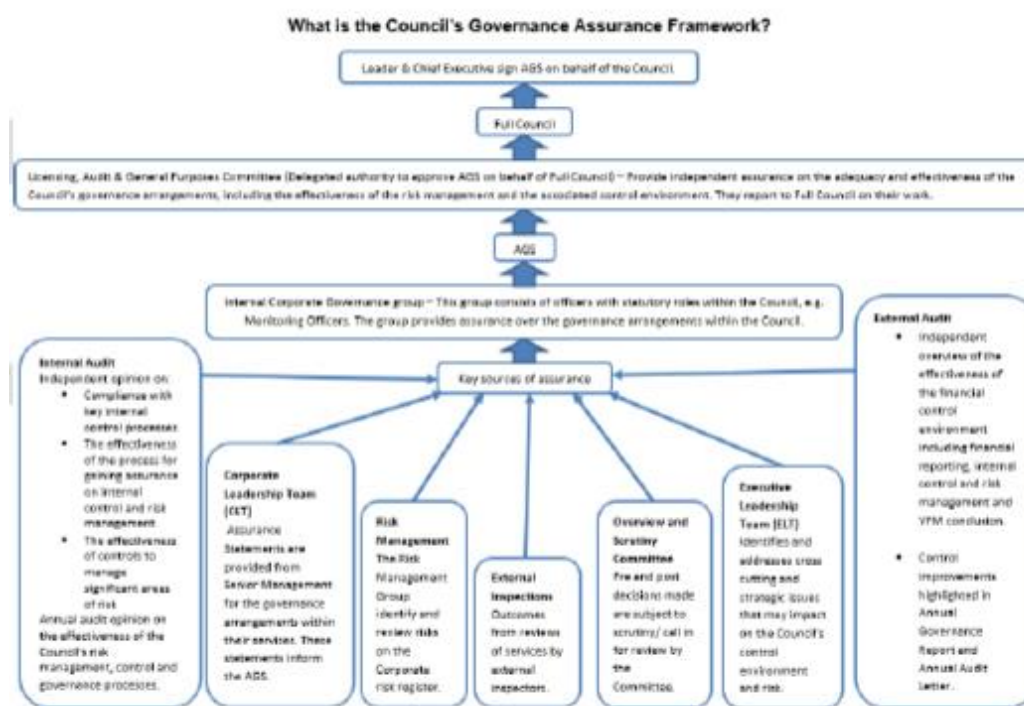 What is the Council's Governance Assurance Framework?
Leader & Chief Executive sign AGS on behalf of the Council
Full Council
Licensing, Audit & General Purposes Committee (Delegated authority to approve AGS on behalf of Full Council) – Provide independent assurance on the adequacy and effectiveness of the
Council's governance arrangements, including the effectiveness of the risk management and the associated control environment. They report to Full Council on their work.
AGS
Internal Corporate Governance group – This group consists of officers with statutory roles within the Council, e.g.
Monitoring Officers. The group provides assurance over the governance arrangements within the Council.
Key sources of assurance
Internal Audit
Independent opinion on:
• Compliance with
key internal
control processes
• The effectiveness
of the process for
gaining assurance
on internal
control and risk
management
• The effectiveness
of controls to
manage
significant areas
of risk
Annual audit opinion on
the effectiveness of the
Council's risk
management, control and
governance processes.
Corporate
Leadership Team
(CLT)
Assurance
Statements are
provided from
Senior Management
for the governance
arrangements within
their services. These
statements inform
the AGS.
Risk
Management
The Risk
Management
Group
identify and
review risks
on the
Corporate
risk register.
External
Inspections
Outcomes
from reviews
of services by
external
inspectors.
Overview and
Scrutiny
Committee
Pre and post
decisions made
are subject to
scrutiny/ call in
for review by
the
Committee.
Executive
Leadership
Team (ELT)
Identifies and
addresses cross
cutting and
strategic issues
that may impact
on the Council's
control
environment
and risk.
External Audit
• Independent
overview of the
effectiveness of
the financial
control
environment
including financial
reporting, internal
control and risk
management and
VFM conclusion.
• Control
improvements
highlighted in
Annual
Governance
Report and
Annual Audit
Letter.